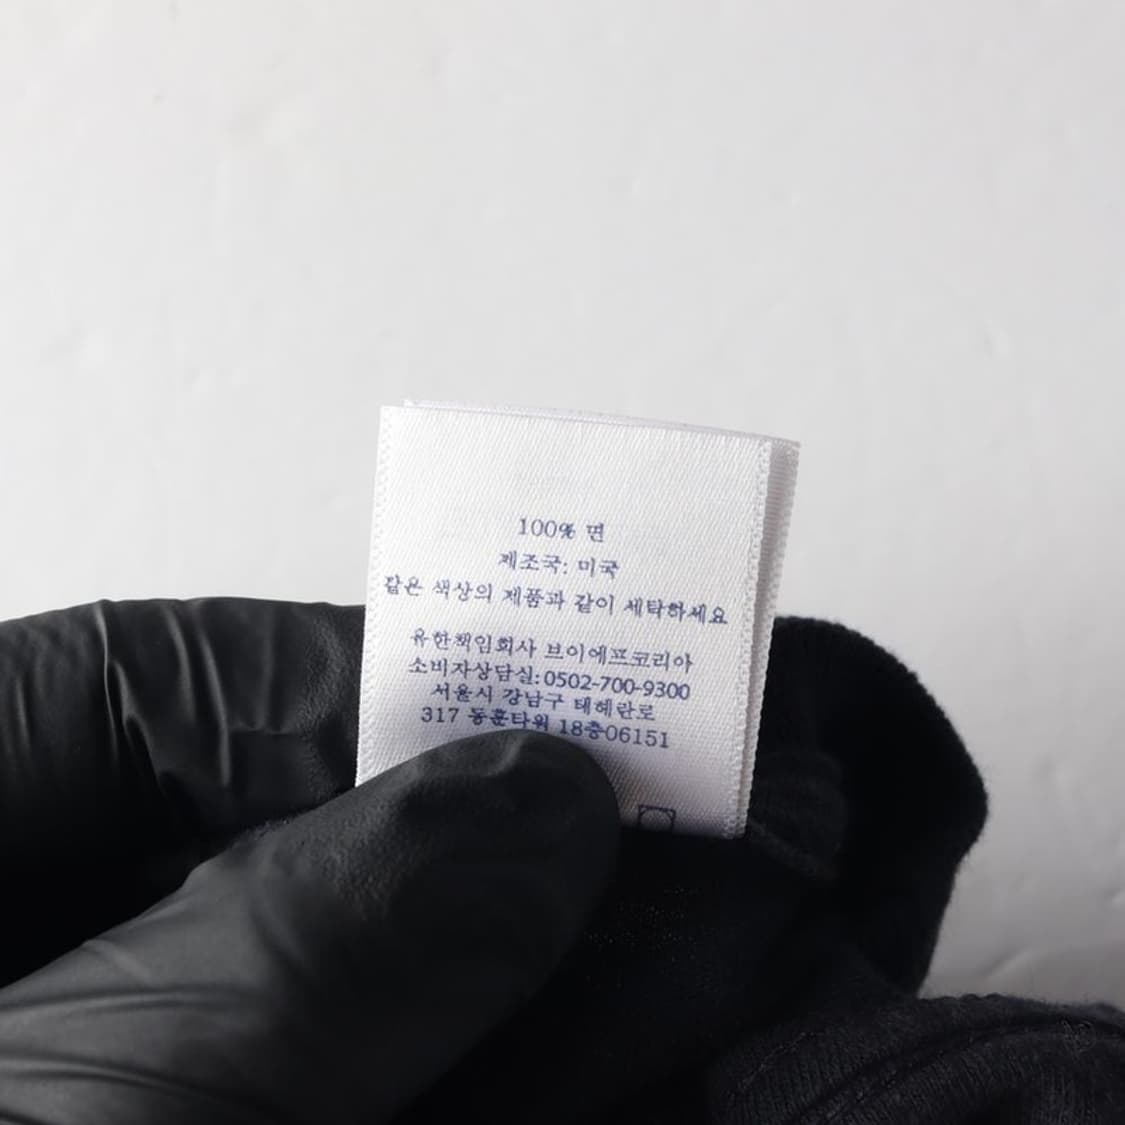 100% 면
제조국: 미국
같은 색상의 제품과 같이 세탁하세요
유한책임회사 브이에프코리아
소비자상담실: 0502-700-9300
서울시 강남구 테헤란로
317 동훈타워 18층06151